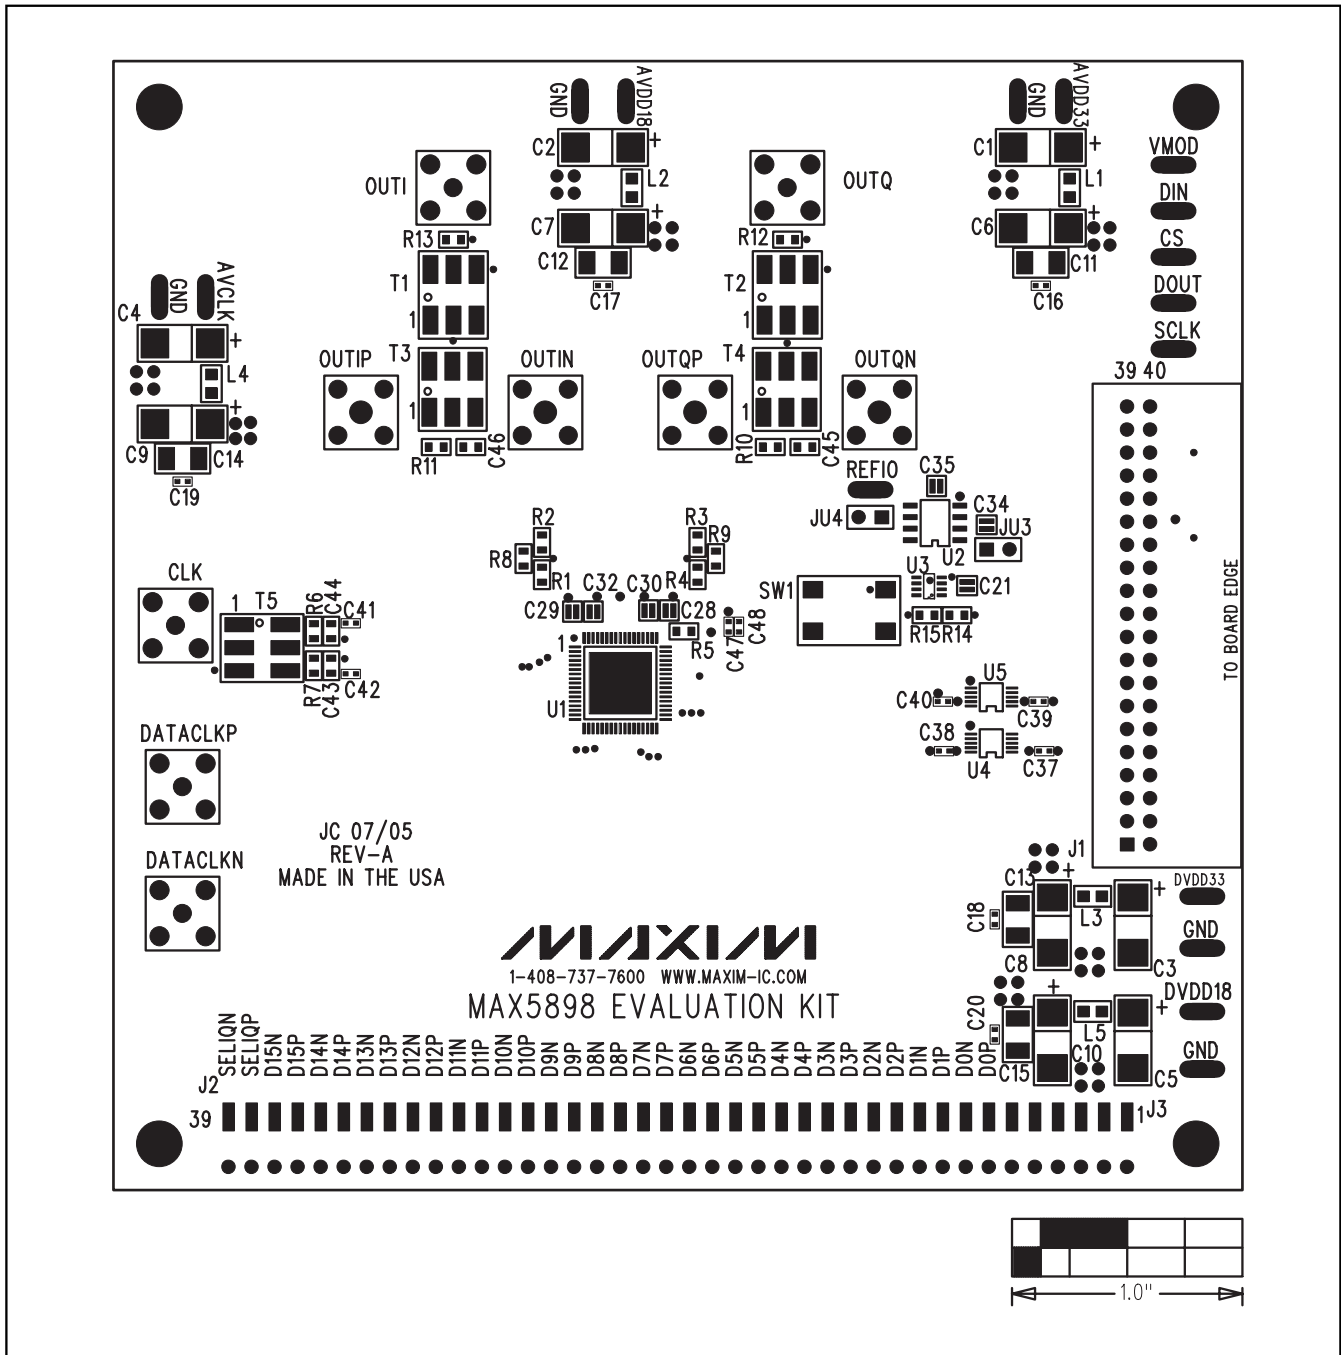 GND
AVDD18
GND
AVDD33
C2 +
C1 +
VMOD
OUTI
L2
OUTQ
L1
DIN
C7 +
C6 +
R13
R12
CS
C12
C11
GND
AVCLK
T1
T2
DOUT
C17
C16
C4
1
1
SCLK
+
OUTIP
T3
OUTIN
OUTQP
T4
OUTQN
L4
39 40
+
1
1
C9
C14
R11
C46
R10
C45
REFIO
C35
C19
C34
JU4
JU3
R2
R3
U2
R8
R9
CLK
R1
C32
C30
R4
U3
TO BOARD EDGE
SW1
C21
1 T5
R6
C44
C41
C29
C28
C47
C48
R15 R14
1
R5
R7
C43
C42
U1
U5
C40
C39
DATACLKP
C38
U4
C37
JC 07/05
REV-A
MADE IN THE USA
DATACLKN
J1
C13 +
+
DVDD33
C18
L3
GND
MAXIM
C8
C3
1-408-737-7600 WWW.MAXIM-IC.COM
MAX5898 EVALUATION KIT
+
+
DVDD18
C20
L5
C10
GND
C15
C5
SELIQN
SELIQP
D15N
D15P
D14N
D14P
D13N
D13P
D12N
D12P
D11N
D11P
D10N
D10P
D9N
D9P
D8N
D8P
D7N
D7P
D6N
D6P
D5N
D5P
D4N
D4P
D3N
D3P
D2N
D2P
D1N
D1P
D0N
D0P
J2
39
1 J3
1.0"